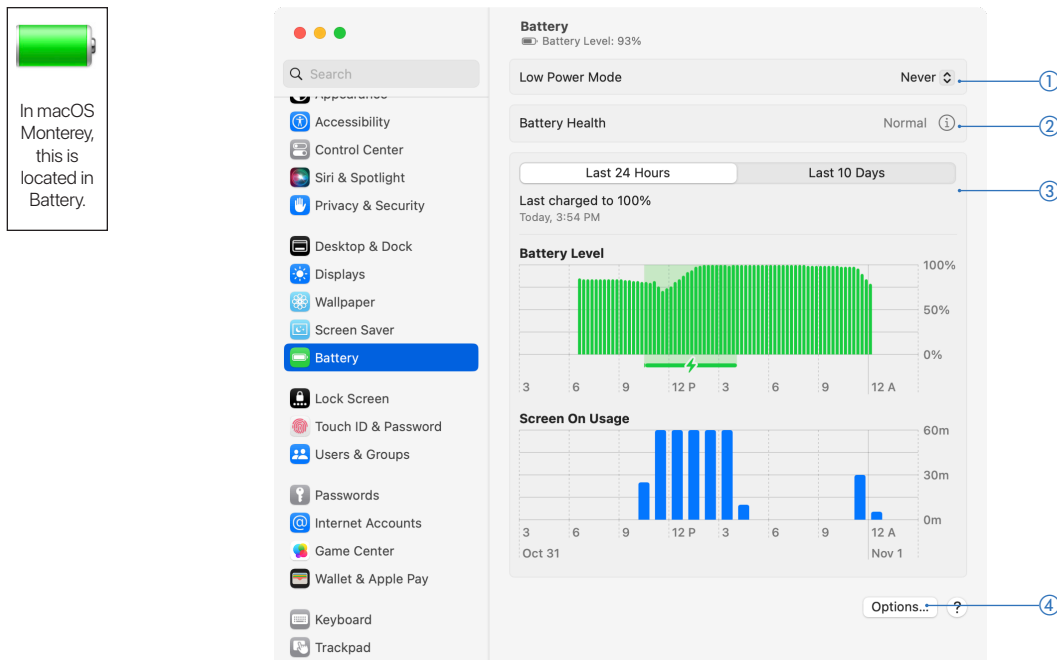 In macOS
Monterey,
this is
located in
Battery.
Search
Appearance
Accessibility
Control Center
Siri & Spotlight
Privacy & Security
Desktop & Dock
Displays
Wallpaper
Screen Saver
Battery
Lock Screen
Touch ID & Password
Users & Groups
Passwords
Internet Accounts
Game Center
Wallet & Apple Pay
Keyboard
Trackpad
Battery
Battery Level: 93%
Low Power Mode Never ①
Battery Health Normal ②
Last 24 Hours Last 10 Days ③
Last charged to 100%
Today, 3:54 PM
Battery Level
100%
50%
0%
3 6 9 12 P 3 6 9 12 A
Screen On Usage
60m
30m
0m
3 6 9 12 P 3 6 9 12 A
Oct 31 Nov 1
Options... ? ④